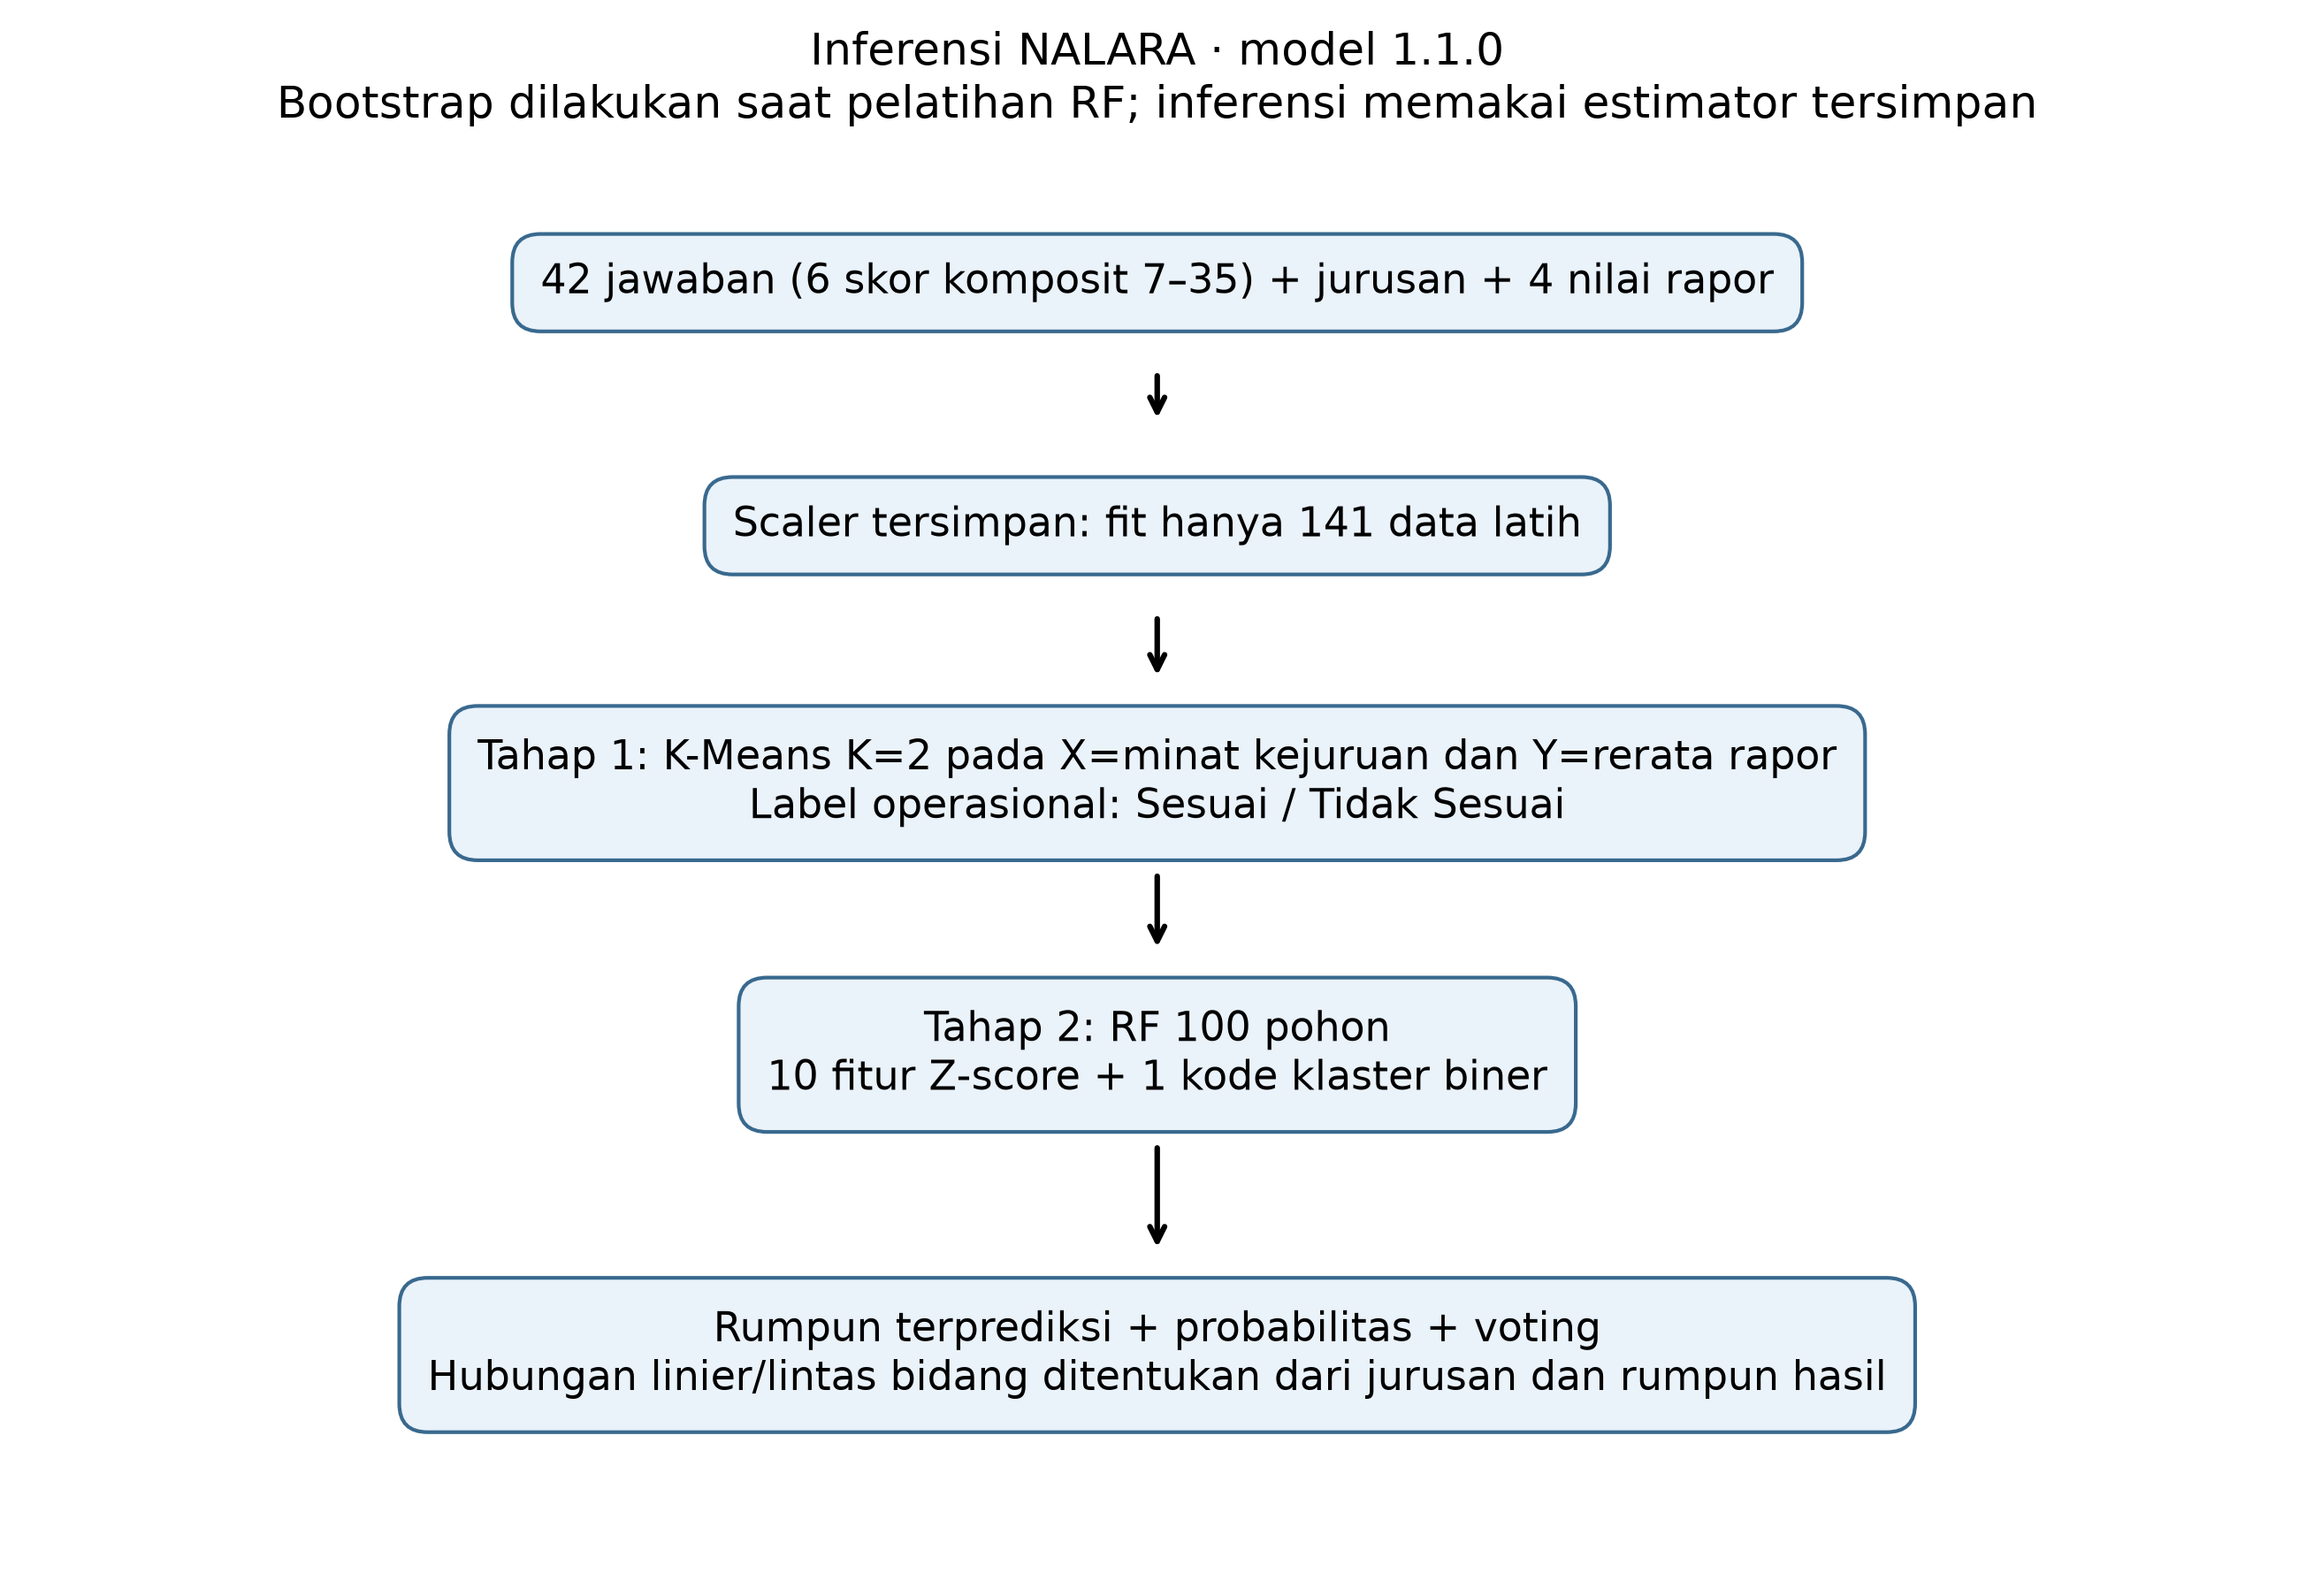 Inferensi NALARA · model 1.1.0
Bootstrap dilakukan saat pelatihan RF; inferensi memakai estimator tersimpan
42 jawaban (6 skor komposit 7–35) + jurusan + 4 nilai rapor
Scaler tersimpan: fit hanya 141 data latih
Tahap 1: K-Means K=2 pada X=minat kejuruan dan Y=rerata rapor
Label operasional: Sesuai / Tidak Sesuai
Tahap 2: RF 100 pohon
10 fitur Z-score + 1 kode klaster biner
Rumpun terprediksi + probabilitas + voting
Hubungan linier/lintas bidang ditentukan dari jurusan dan rumpun hasil